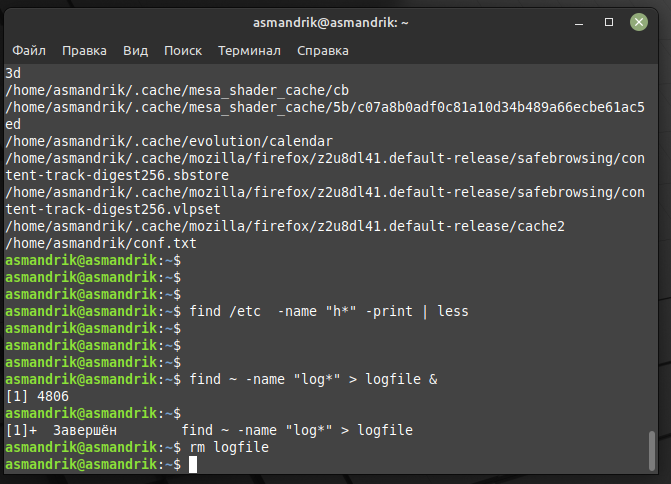 asmandrik@asmandrik: ~
Файл Правка Вид Поиск Терминал Справка
3d
/home/asmandrik/.cache/mesa_shader_cache/cb
/home/asmandrik/.cache/mesa_shader_cache/5b/c07a8b0adf0c81a10d34b489a66ecbe61ac5
ed
/home/asmandrik/.cache/evolution/calendar
/home/asmandrik/.cache/mozilla/firefox/z2u8dl41.default-release/safebrowsing/con
tent-track-digest256.sbstore
/home/asmandrik/.cache/mozilla/firefox/z2u8dl41.default-release/safebrowsing/con
tent-track-digest256.vlpset
/home/asmandrik/.cache/mozilla/firefox/z2u8dl41.default-release/cache2
/home/asmandrik/conf.txt
asmandrik@asmandrik:~$
asmandrik@asmandrik:~$
asmandrik@asmandrik:~$
asmandrik@asmandrik:~$ find /etc  -name "h*" -print | less
asmandrik@asmandrik:~$
asmandrik@asmandrik:~$
asmandrik@asmandrik:~$
asmandrik@asmandrik:~$ find ~ -name "log*" > logfile &
[1] 4806
asmandrik@asmandrik:~$
[1]+  Завершён        find ~ -name "log*" > logfile
asmandrik@asmandrik:~$ rm logfile
asmandrik@asmandrik:~$